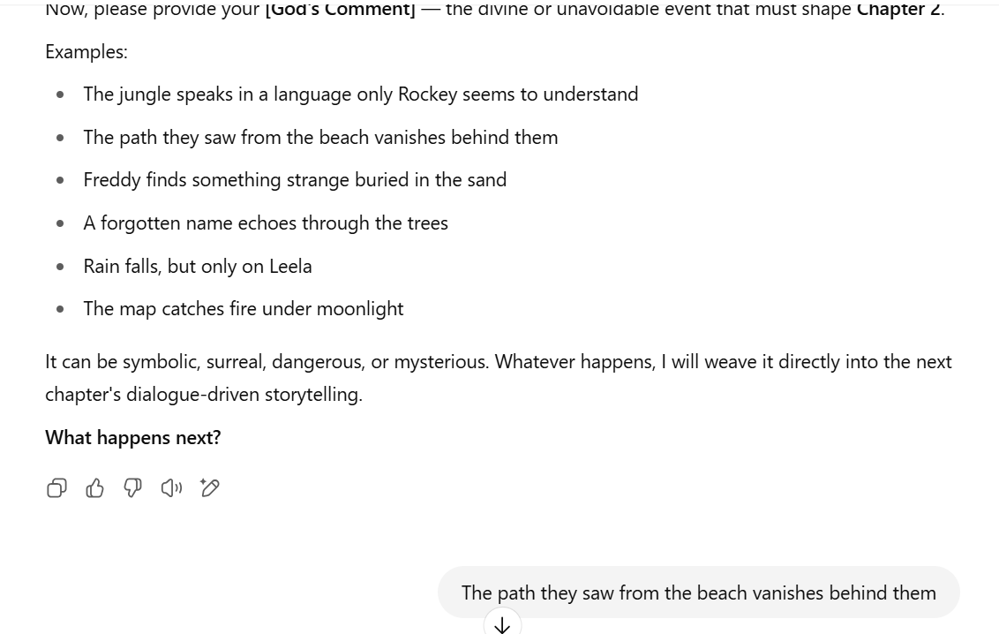 Now, please provide your [God's Comment] — the divine or unavoidable event that must shape Chapter 2.
Examples:
The jungle speaks in a language only Rockey seems to understand
The path they saw from the beach vanishes behind them
Freddy finds something strange buried in the sand
A forgotten name echoes through the trees
Rain falls, but only on Leela
The map catches fire under moonlight
It can be symbolic, surreal, dangerous, or mysterious. Whatever happens, I will weave it directly into the next
chapter's dialogue-driven storytelling.
What happens next?
The path they saw from the beach vanishes behind them